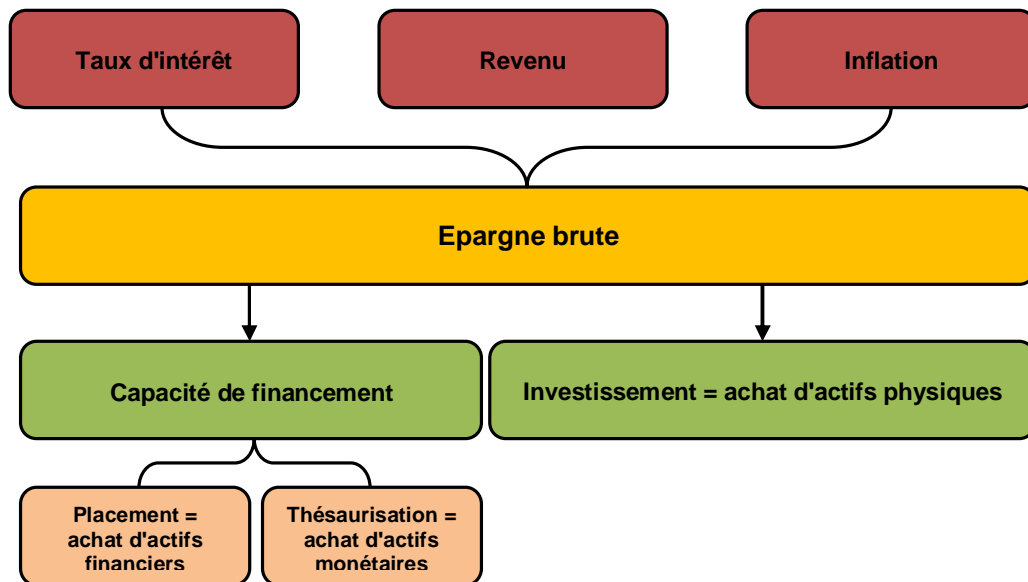 Taux d'intérêt
Revenu
Inflation
Epargne brute
Capacité de financement
Investissement = achat d'actifs physiques
Placement =
achat d'actifs
financiers
Thésaurisation =
achat d'actifs
monétaires